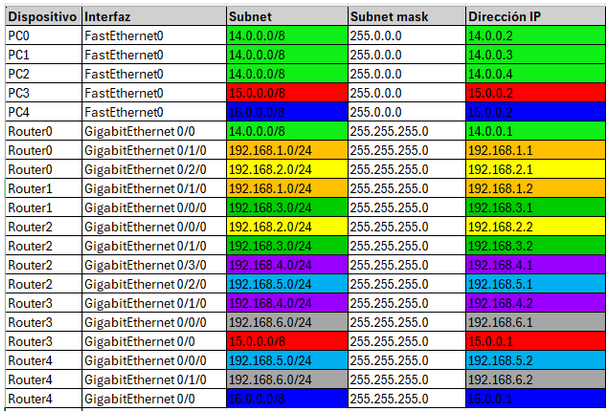 Dispositivo Interfaz Subnet Subnet mask Dirección IP
PC0 FastEthernet0 14.0.0.0/8 255.0.0.0 14.0.0.2
PC1 FastEthernet0 14.0.0.0/8 255.0.0.0 14.0.0.3
PC2 FastEthernet0 14.0.0.0/8 255.0.0.0 14.0.0.4
PC3 FastEthernet0 15.0.0.0/8 255.0.0.0 15.0.0.2
PC4 FastEthernet0 16.0.0.0/8 255.0.0.0 16.0.0.2
Router0 GigabitEthernet 0/0 14.0.0.0/8 255.255.255.0 14.0.0.1
Router0 GigabitEthernet 0/1/0 192.168.1.0/24 255.255.255.0 192.168.1.1
Router0 GigabitEthernet 0/2/0 192.168.2.0/24 255.255.255.0 192.168.2.1
Router1 GigabitEthernet 0/1/0 192.168.1.0/24 255.255.255.0 192.168.1.2
Router1 GigabitEthernet 0/0/0 192.168.3.0/24 255.255.255.0 192.168.3.1
Router2 GigabitEthernet 0/0/0 192.168.2.0/24 255.255.255.0 192.168.2.2
Router2 GigabitEthernet 0/1/0 192.168.3.0/24 255.255.255.0 192.168.3.2
Router2 GigabitEthernet 0/3/0 192.168.4.0/24 255.255.255.0 192.168.4.1
Router2 GigabitEthernet 0/2/0 192.168.5.0/24 255.255.255.0 192.168.5.1
Router3 GigabitEthernet 0/1/0 192.168.4.0/24 255.255.255.0 192.168.4.2
Router3 GigabitEthernet 0/0/0 192.168.6.0/24 255.255.255.0 192.168.6.1
Router3 GigabitEthernet 0/0 15.0.0.0/8 255.255.255.0 15.0.0.1
Router4 GigabitEthernet 0/0/0 192.168.5.0/24 255.255.255.0 192.168.5.2
Router4 GigabitEthernet 0/1/0 192.168.6.0/24 255.255.255.0 192.168.6.2
Router4 GigabitEthernet 0/0 16.0.0.0/8 255.255.255.0 16.0.0.1